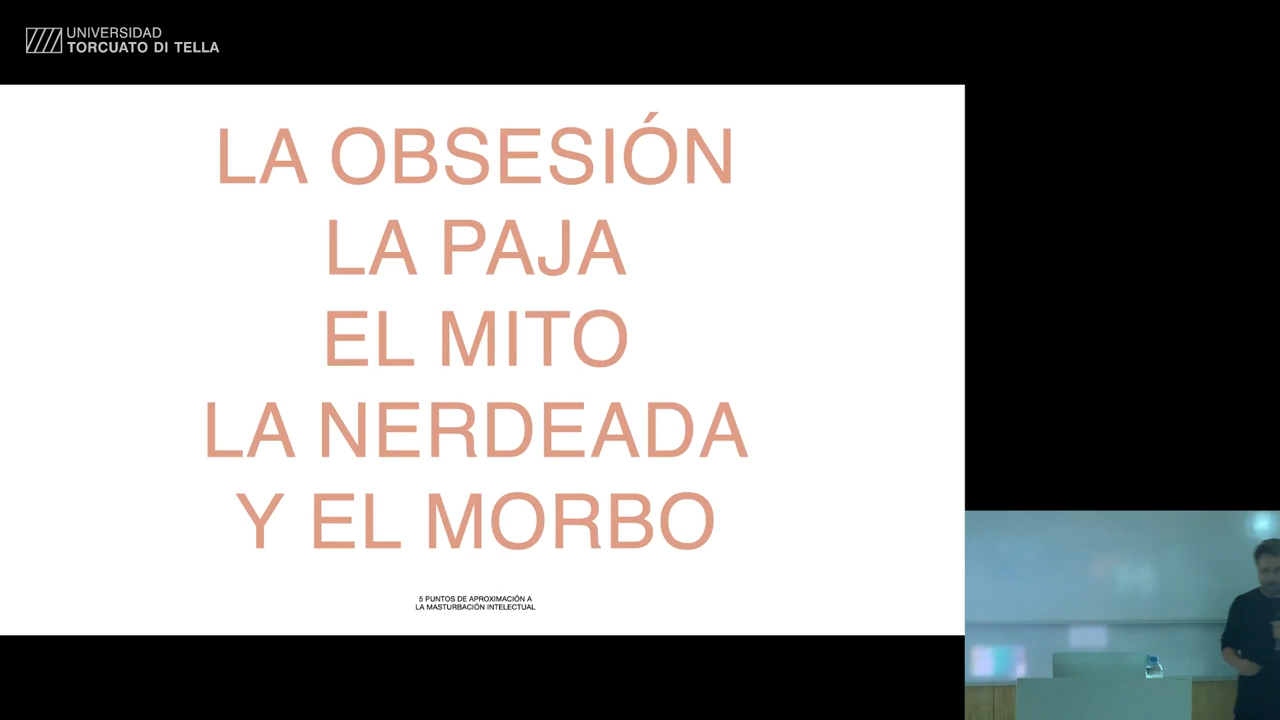 UNIVERSIDAD
TORCUATO DI TELLA
LA OBSESIÓN
LA PAJA
EL MITO
LA NERDEADA
Y EL MORBO
5 PUNTOS DE APROXIMACIÓN A
LA MASTURBACIÓN INTELECTUAL